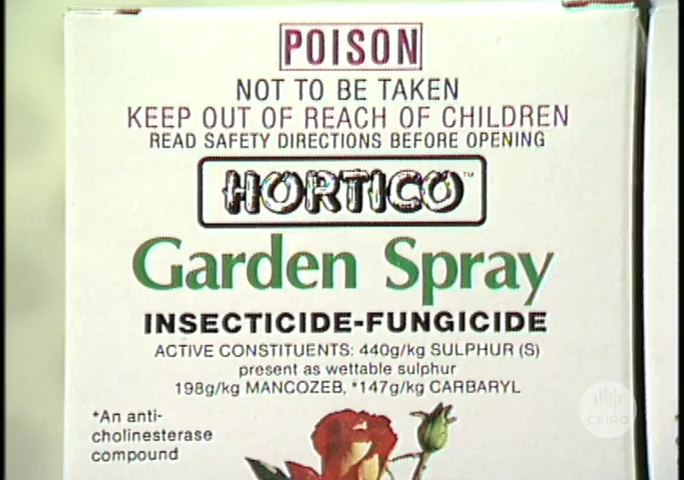 POISON
NOT TO BE TAKEN
KEEP OUT OF REACH OF CHILDREN
READ SAFETY DIRECTIONS BEFORE OPENING
HORTICO™
Garden Spray
INSECTICIDE-FUNGICIDE
ACTIVE CONSTITUENTS: 440g/kg SULPHUR (S)
present as wettable sulphur
198g/kg MANCOZEB, *147g/kg CARBARYL
*An anti-
cholinesterase
compound
CSIRO